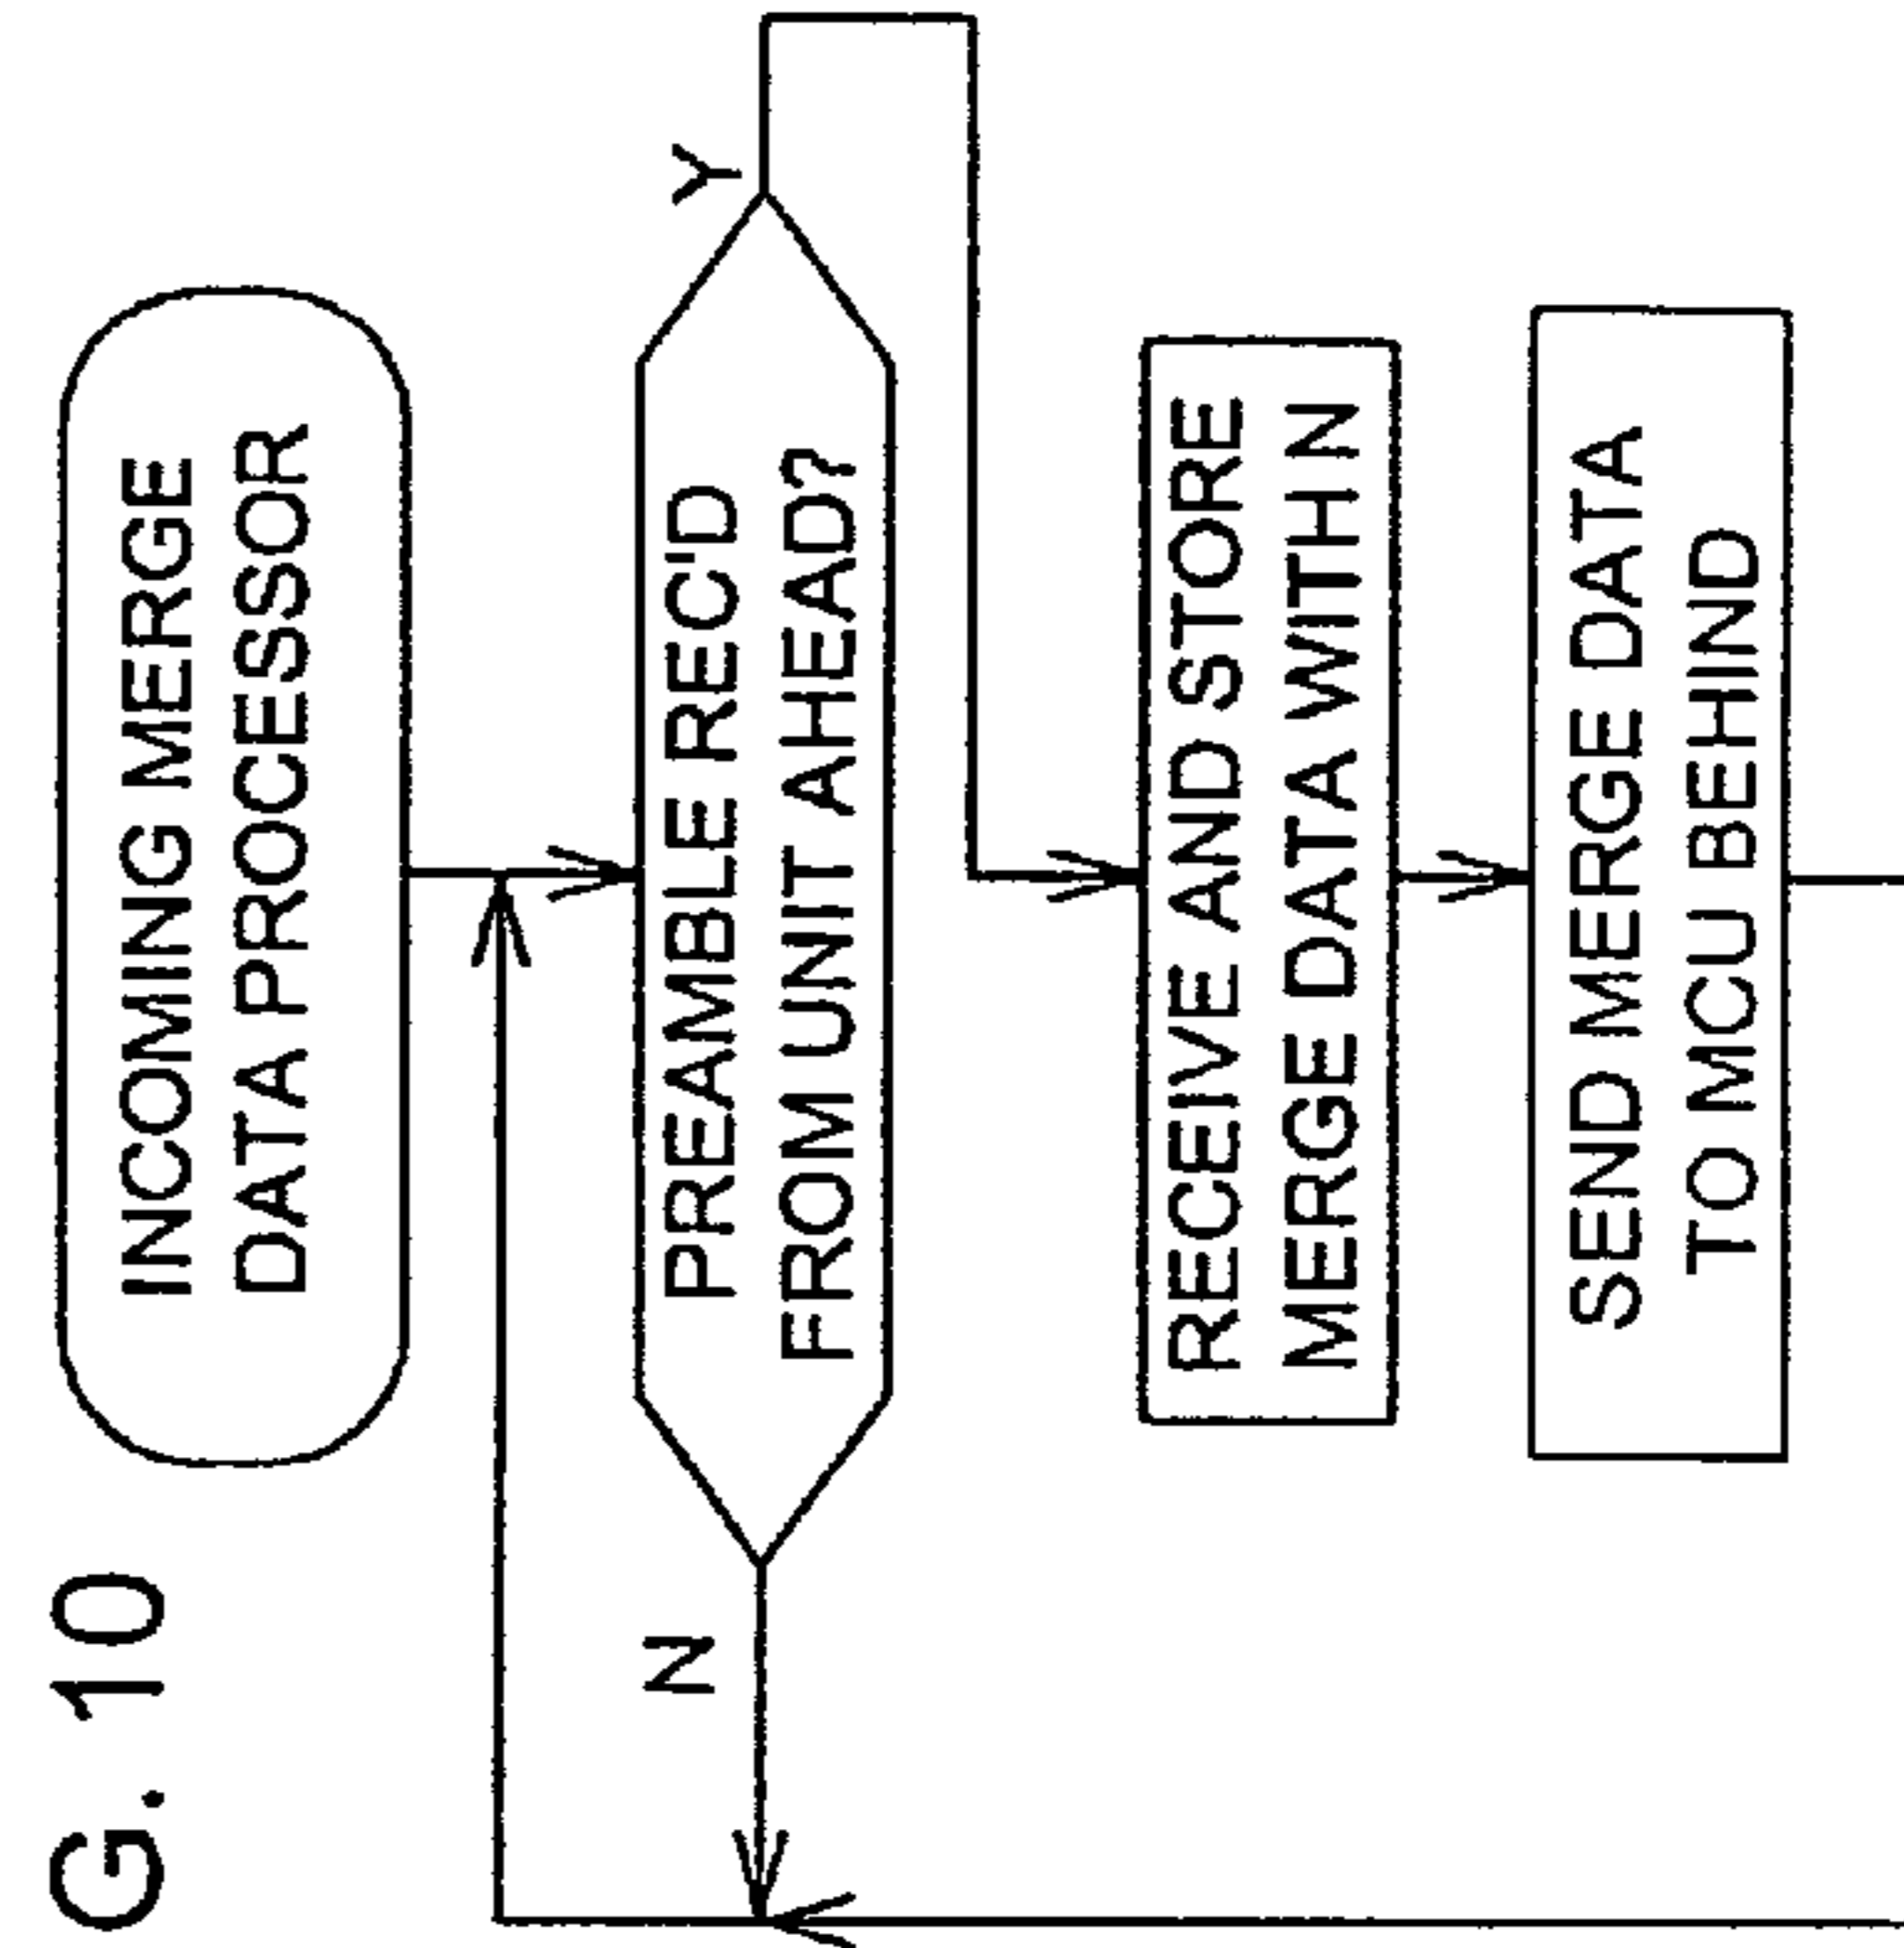 G. 10
INCOMING MERGE
DATA PROCESSOR
N
Y
PREAMBLE REC'D
FROM UNIT AHEAD?
RECEIVE AND STORE
MERGE DATA WITH N
SEND MERGE DATA
TO MCU BEHIND